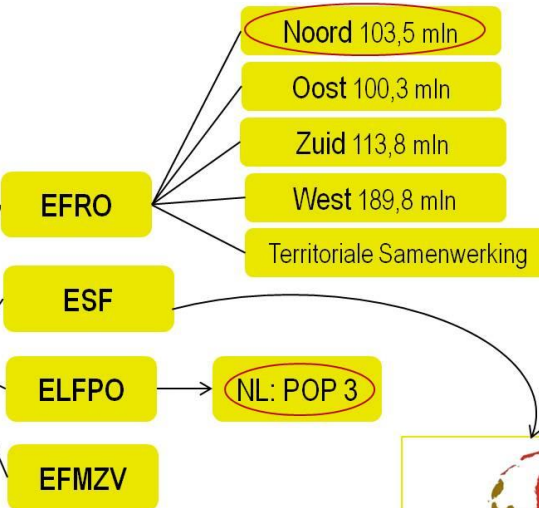 Noord 103,5 mln
Oost 100,3 mln
Zuid 113,8 mln
West 189,8 mln
Territoriale Samenwerking
EFRO
ESF
ELFPO
NL: POP 3
EFMZV